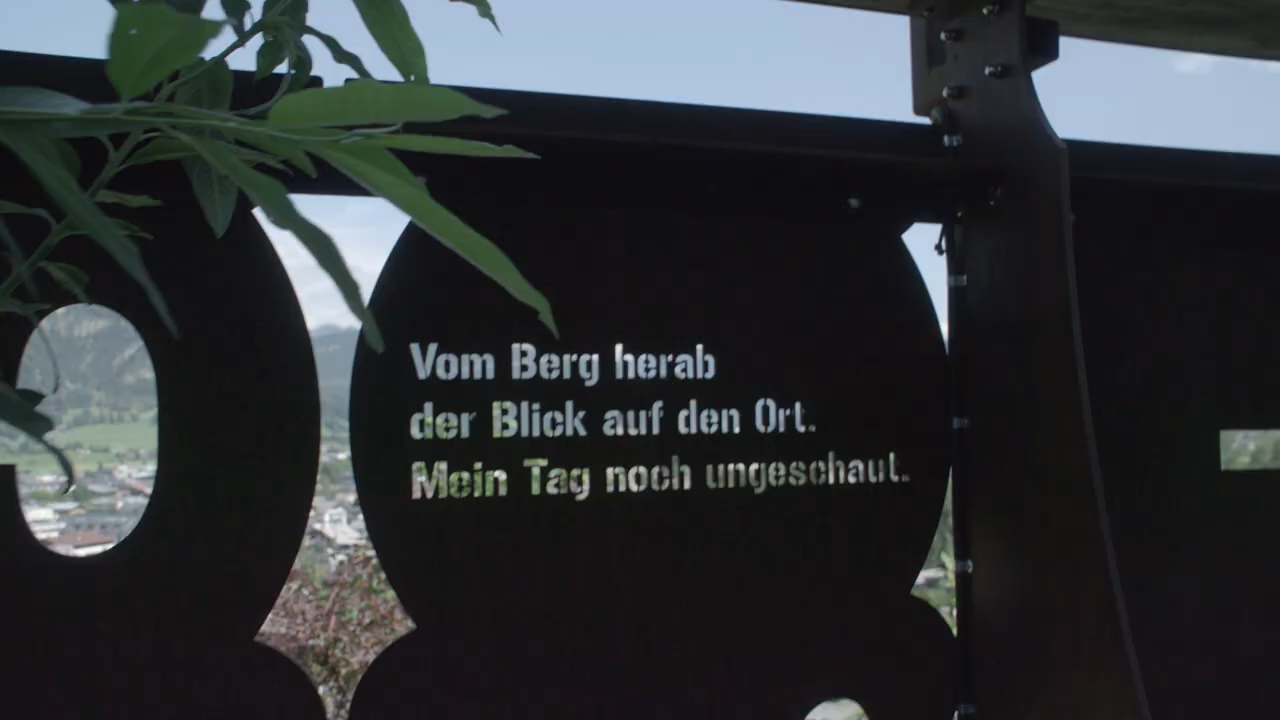 Vom Berg herab
der Blick auf den Ort.
Mein Tag noch ungeschaut.